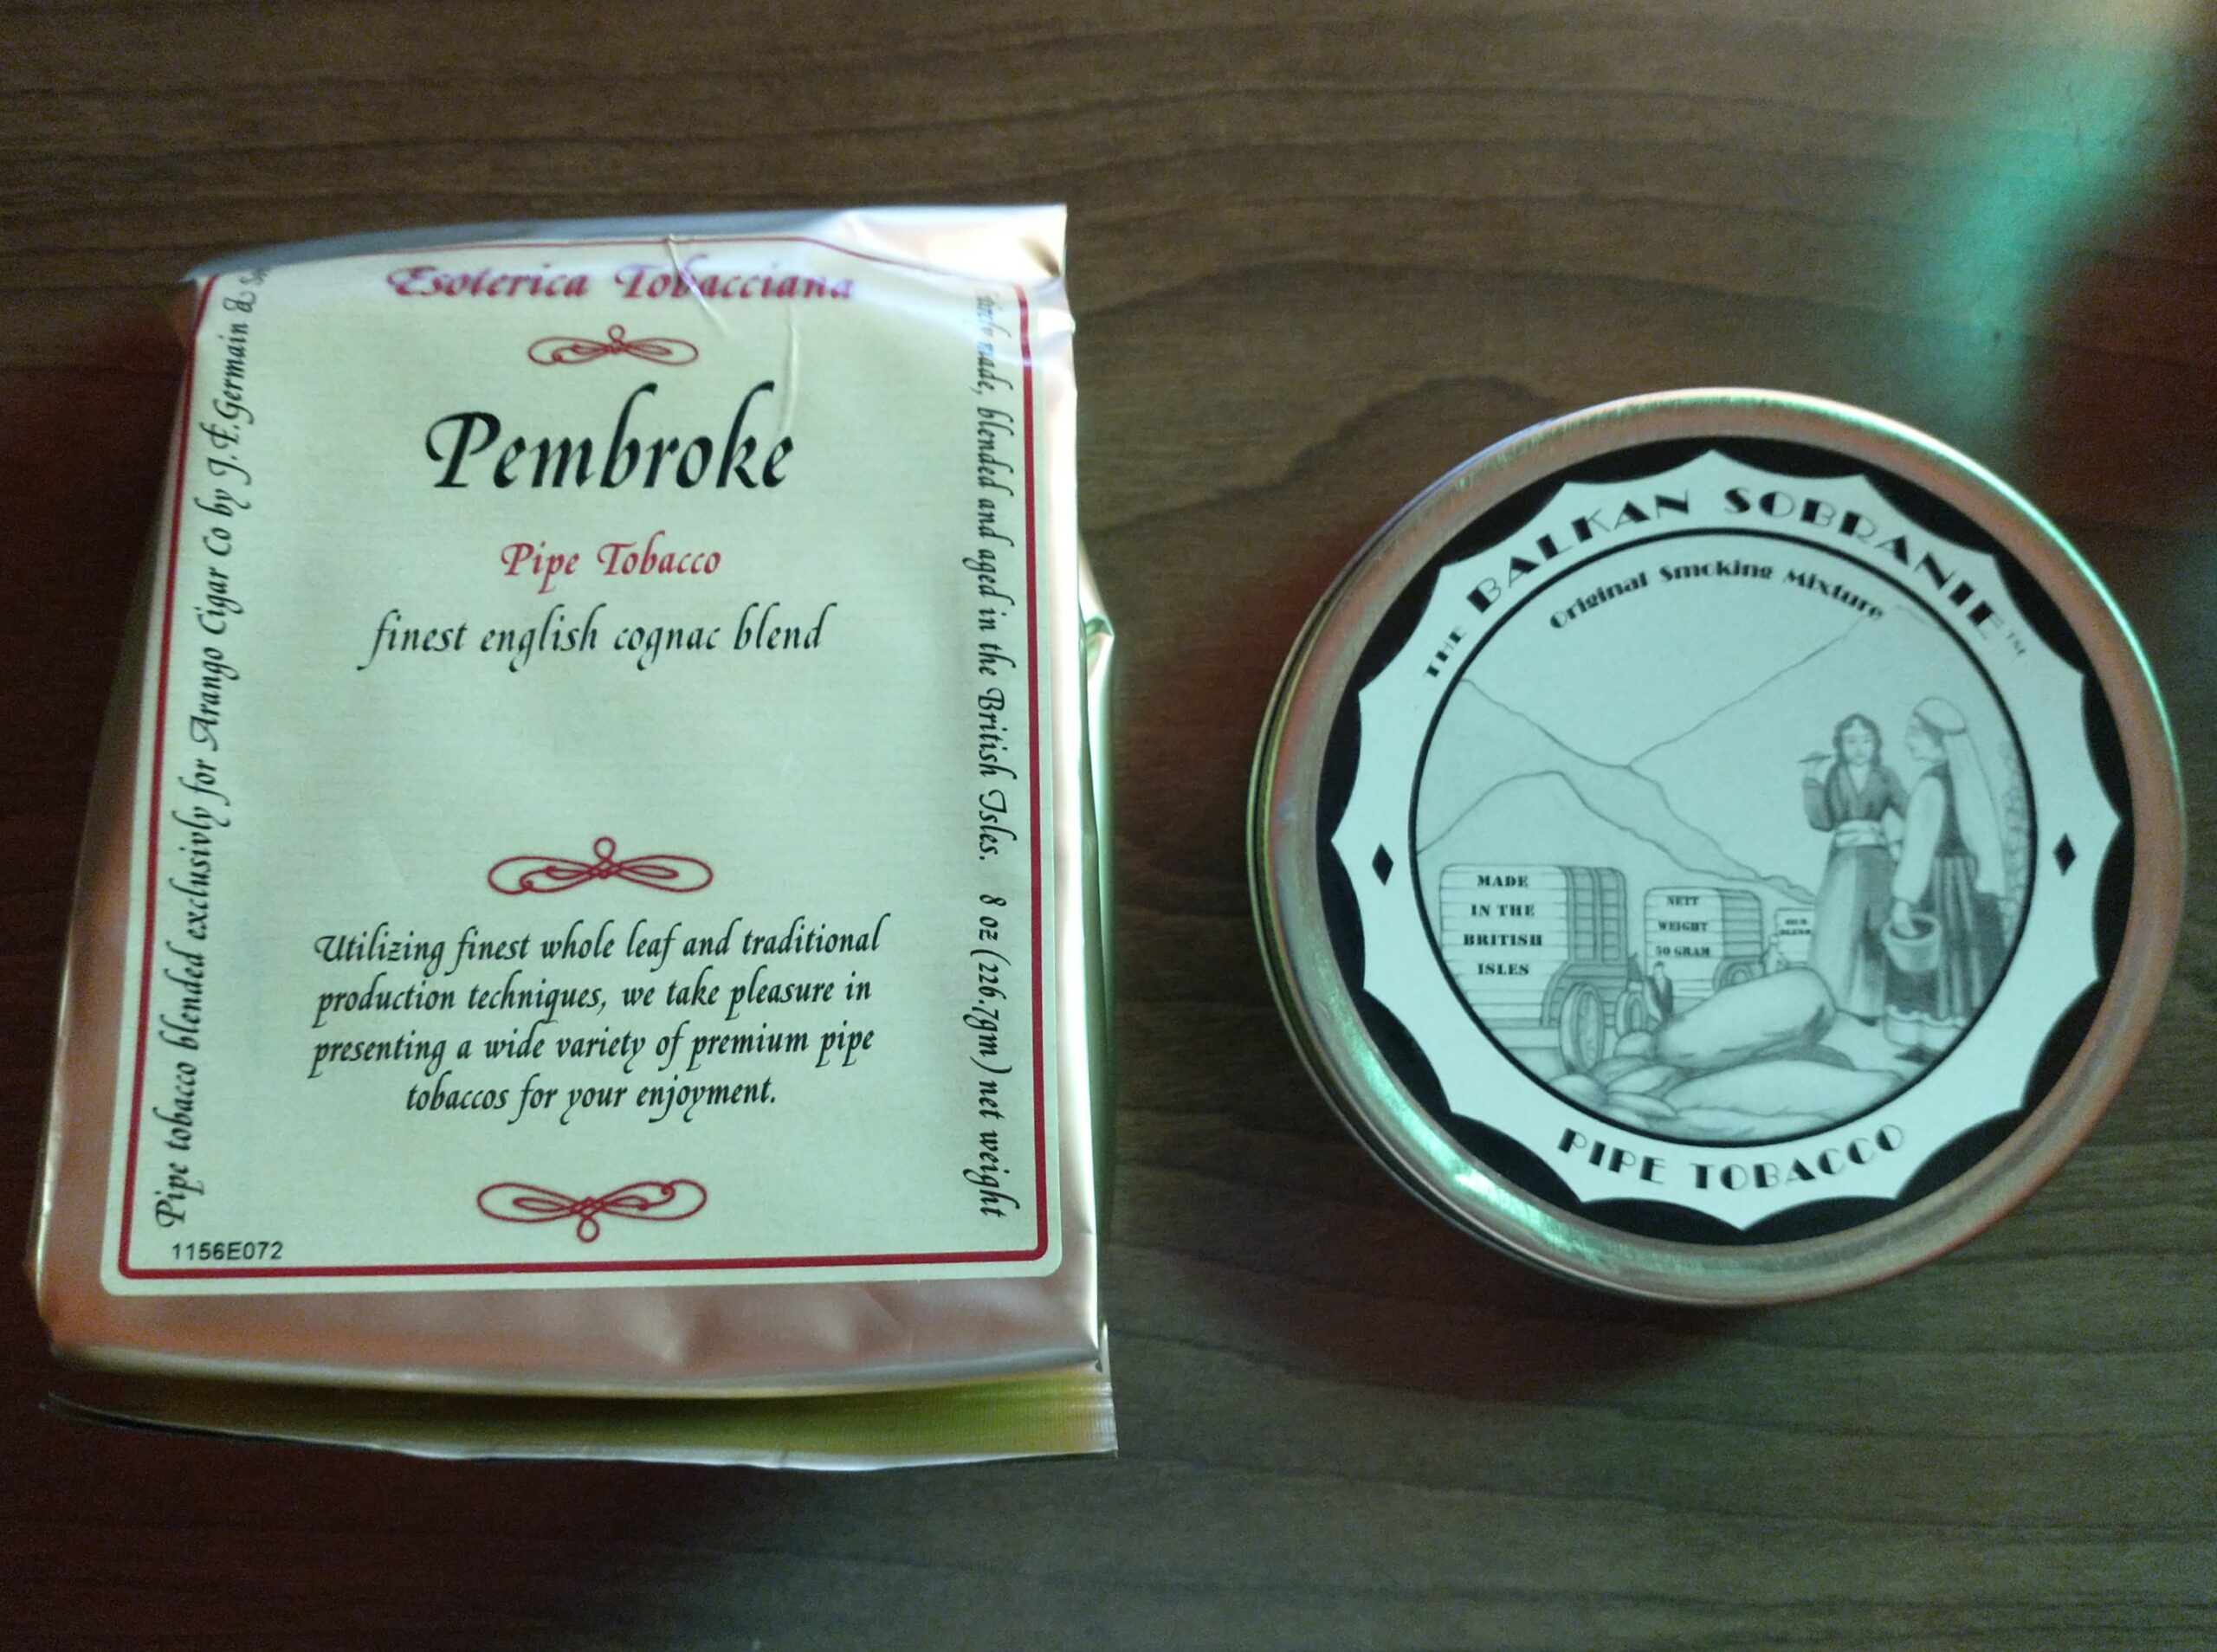 Esoterica Tobacciana
Pembroke
Pipe Tobacco
finest english cognac blend
Utilizing finest whole leaf and traditional
production techniques, we take pleasure in
presenting a wide variety of premium pipe
tobaccos for your enjoyment.
Pipe tobacco blended exclusivly for Arango Cigar Co by J.F.Germain &
made, blended and aged in the British Isles. 8 oz (226.79gm) net weight
1156E072
THE BALKAN SOBRANIE™
Original Smoking Mixture
MADE
IN THE
BRITISH
ISLES
NETT
WEIGHT
50 GRAM
PIPE TOBACCO